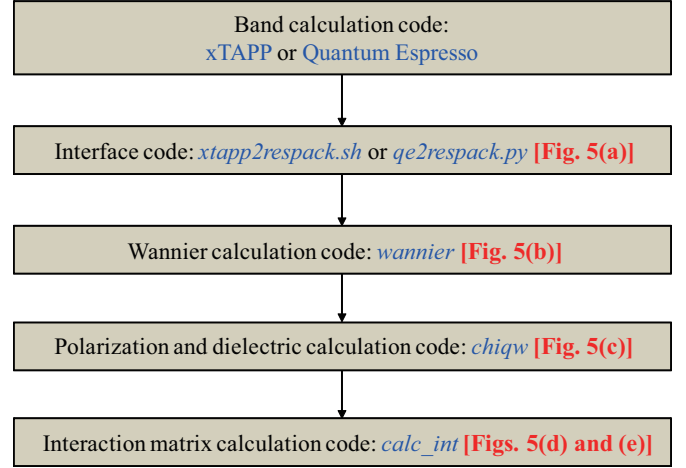 Band calculation code:
xTAPP or Quantum Espresso
Interface code: xtapp2respack.sh or qe2respack.py [Fig. 5(a)]
Wannier calculation code: wannier [Fig. 5(b)]
Polarization and dielectric calculation code: chiqw [Fig. 5(c)]
Interaction matrix calculation code: calc_int [Figs. 5(d) and (e)]